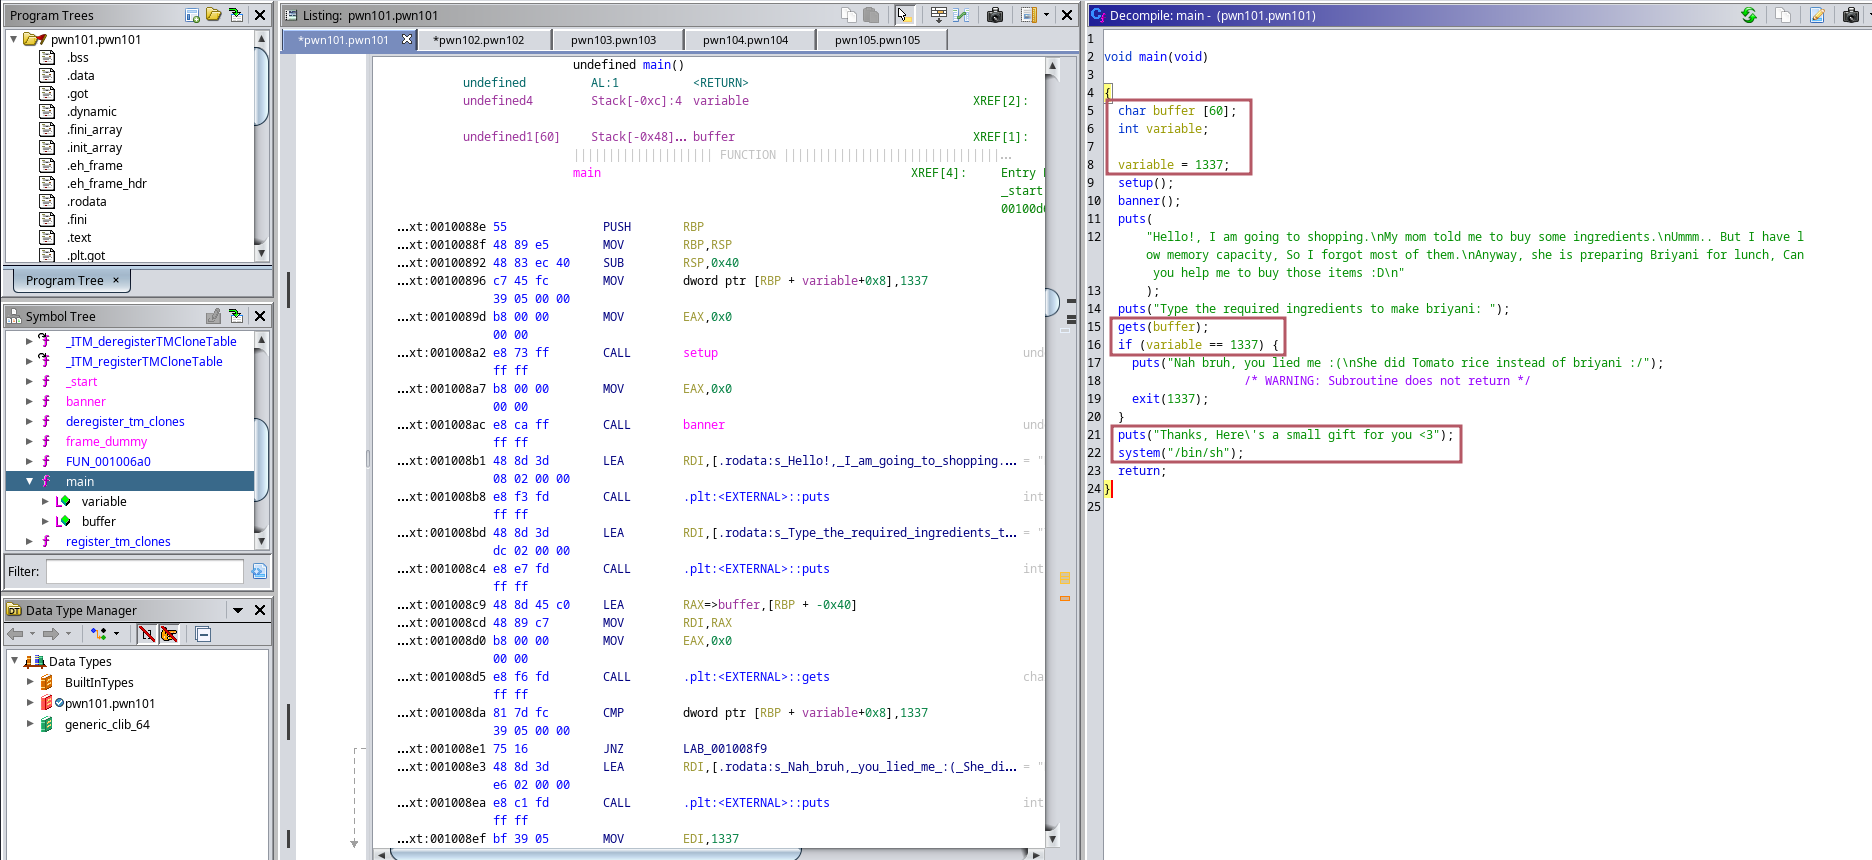 Program Trees
pwn101.pwn101
.bss
.data
.got
.dynamic
.fini_array
.init_array
.eh_frame
.eh_frame_hdr
.rodata
.fini
.text
.plt.got
Program Tree ×
Symbol Tree
_ITM_deregisterTMCloneTable
_ITM_registerTMCloneTable
_start
banner
deregister_tm_clones
frame_dummy
FUN_001006a0
main
variable
buffer
register_tm_clones
Filter:
Data Type Manager
Data Types
BuiltInTypes
pwn101.pwn101
generic_clib_64
Listing: pwn101.pwn101
*pwn101.pwn101 *pwn102.pwn102 pwn103.pwn103 pwn104.pwn104 pwn105.pwn105
undefined main()
undefined AL:1 <RETURN>
undefined4 Stack[-0xc]:4 variable XREF[2]:
undefined1[60] Stack[-0x48]... buffer XREF[1]:
|||||||||||||||||||| FUNCTION |||||||||||||||||||||||||||||||...
main XREF[4]: Entry
_start
00100d
...xt:0010088e 55 PUSH RBP
...xt:0010088f 48 89 e5 MOV RBP,RSP
...xt:00100892 48 83 ec 40 SUB RSP,0x40
...xt:00100896 c7 45 fc MOV dword ptr [RBP + variable+0x8],1337
39 05 00 00
...xt:0010089d b8 00 00 MOV EAX,0x0
00 00
...xt:001008a2 e8 73 ff CALL setup und
ff ff
...xt:001008a7 b8 00 00 MOV EAX,0x0
00 00
...xt:001008ac e8 ca ff CALL banner und
ff ff
...xt:001008b1 48 8d 3d LEA RDI,[.rodata:s_Hello!,_I_am_going_to_shopping.... = "
08 02 00 00
...xt:001008b8 e8 f3 fd CALL .plt:<EXTERNAL>::puts int
ff ff
...xt:001008bd 48 8d 3d LEA RDI,[.rodata:s_Type_the_required_ingredients_t... = "
dc 02 00 00
...xt:001008c4 e8 e7 fd CALL .plt:<EXTERNAL>::puts int
ff ff
...xt:001008c9 48 8d 45 c0 LEA RAX=>buffer,[RBP + -0x40]
...xt:001008cd 48 89 c7 MOV RDI,RAX
...xt:001008d0 b8 00 00 MOV EAX,0x0
00 00
...xt:001008d5 e8 f6 fd CALL .plt:<EXTERNAL>::gets cha
ff ff
...xt:001008da 81 7d fc CMP dword ptr [RBP + variable+0x8],1337
39 05 00 00
...xt:001008e1 75 16 JNZ LAB_001008f9
...xt:001008e3 48 8d 3d LEA RDI,[.rodata:s_Nah_bruh,_you_lied_me_:(_She_di... = "
e6 02 00 00
...xt:001008ea e8 c1 fd CALL .plt:<EXTERNAL>::puts int
ff ff
...xt:001008ef bf 39 05 MOV EDI,1337
Decompile: main - (pwn101.pwn101)
1
2 void main(void)
3
4 {
5 char buffer [60];
6 int variable;
7
8 variable = 1337;
9 setup();
10 banner();
11 puts(
12 "Hello!, I am going to shopping.\nMy mom told me to buy some ingredients.\nUmmm.. But I have l
ow memory capacity, So I forgot most of them.\nAnyway, she is preparing Briyani for lunch, Can
you help me to buy those items :D\n"
13 );
14 puts("Type the required ingredients to make briyani: ");
15 gets(buffer);
16 if (variable == 1337) {
17 puts("Nah bruh, you lied me :(\nShe did Tomato rice instead of briyani :/");
18 /* WARNING: Subroutine does not return */
19 exit(1337);
20 }
21 puts("Thanks, Here\'s a small gift for you <3");
22 system("/bin/sh");
23 return;
24 }
25